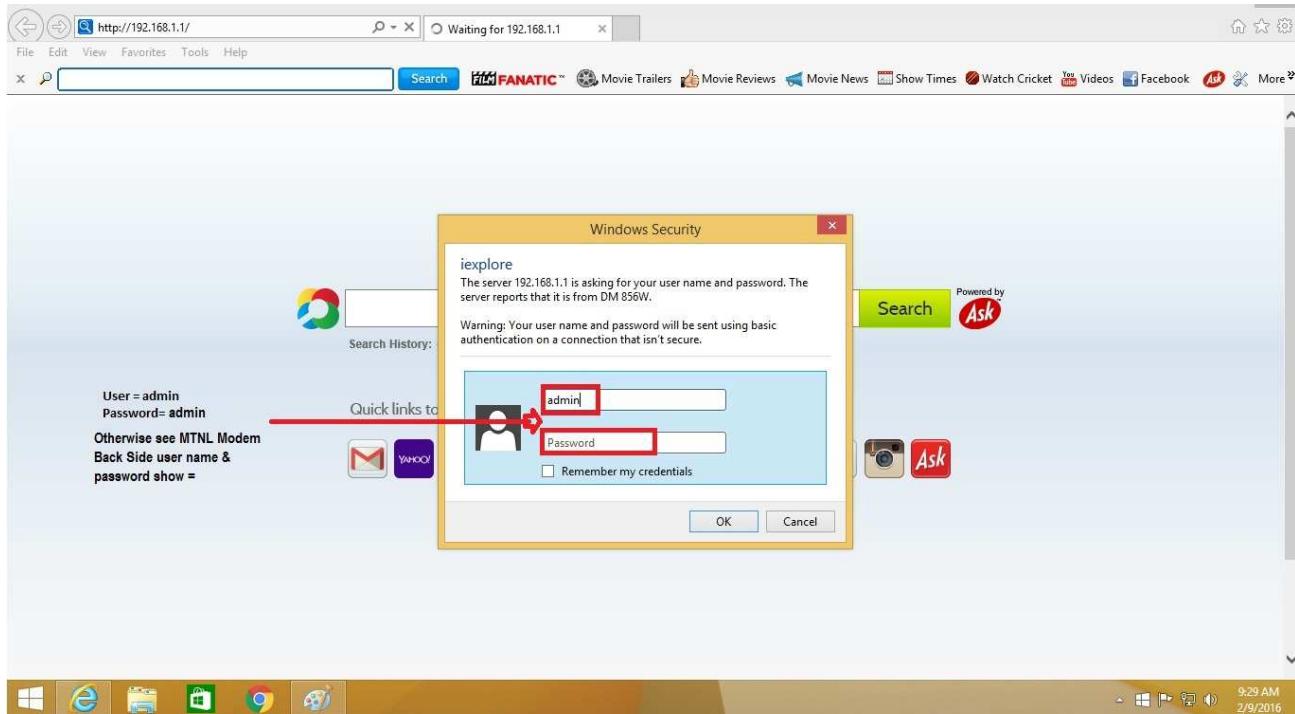 http://192.168.1.1/
Waiting for 192.168.1.1
File Edit View Favorites Tools Help
Search FILM FANATIC™ Movie Trailers Movie Reviews Movie News Show Times Watch Cricket You Tube Videos Facebook Ask More
Windows Security
iexplore
The server 192.168.1.1 is asking for your user name and password. The
server reports that it is from DM 856W.
Warning: Your user name and password will be sent using basic
authentication on a connection that isn't secure.
Search
Powered by
Ask
Search History:
User = admin
Password= admin
Otherwise see MTNL Modem
Back Side user name &
password show =
Quick links to
admin
Password
Remember my credentials
YAHOO!
Ask
OK Cancel
9:29 AM
2/9/2016